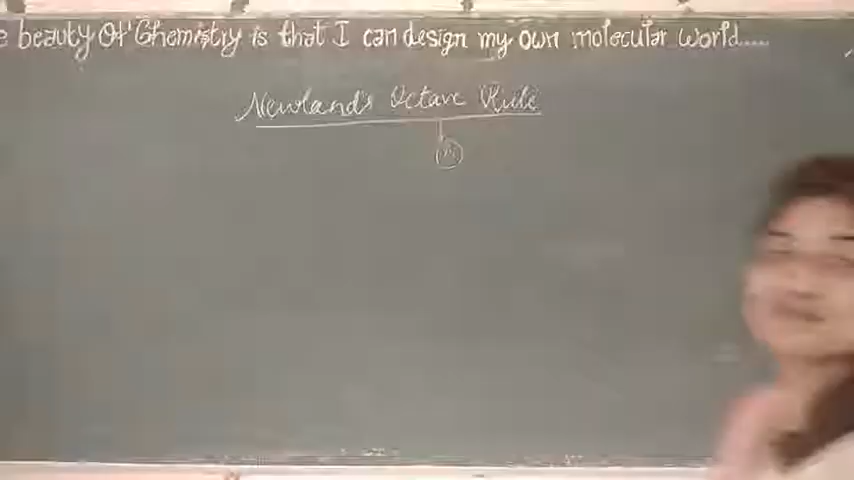 beauty Of Chemistry is that I can design my own molecular world....
Newland's Octave Rule